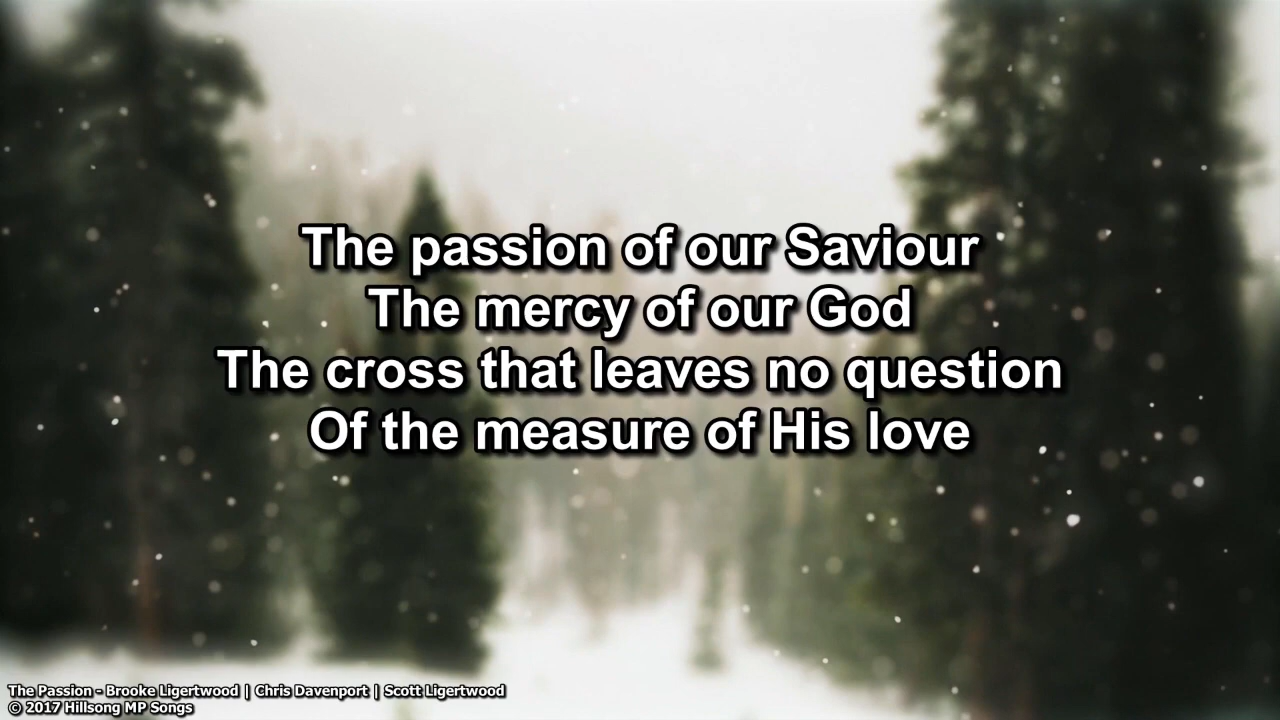 The passion of our Saviour
The mercy of our God
The cross that leaves no question
Of the measure of His love
The Passion - Brooke Ligertwood | Chris Davenport | Scott Ligertwood
© 2017 Hillsong MP Songs